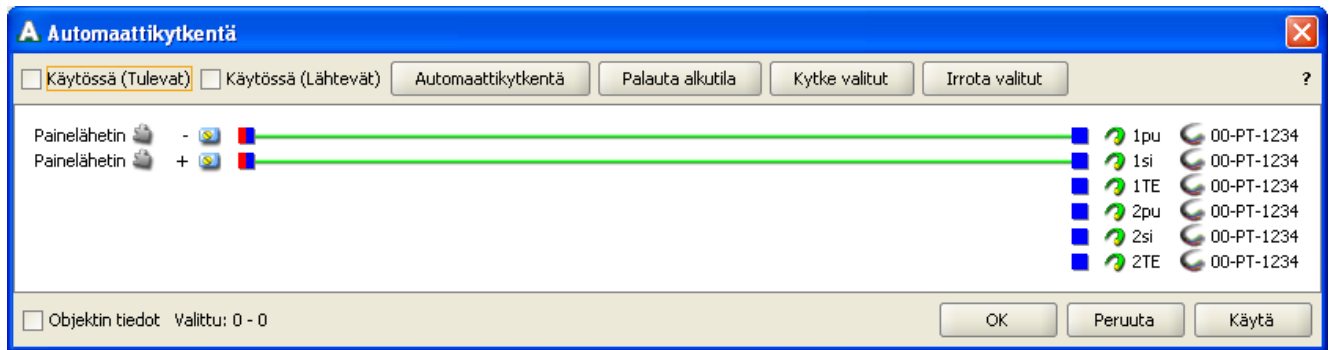 A Automaattikytkentä
Käytössä (Tulevat) Käytössä (Lähtevät) Automaattikytkentä Palauta alkutila Kytke valitut Irrota valitut ?
Painelähetin - 1pu 00-PT-1234
Painelähetin + 1si 00-PT-1234
1TE 00-PT-1234
2pu 00-PT-1234
2si 00-PT-1234
2TE 00-PT-1234
Objektin tiedot Valittu: 0 - 0 OK Peruuta Käytä